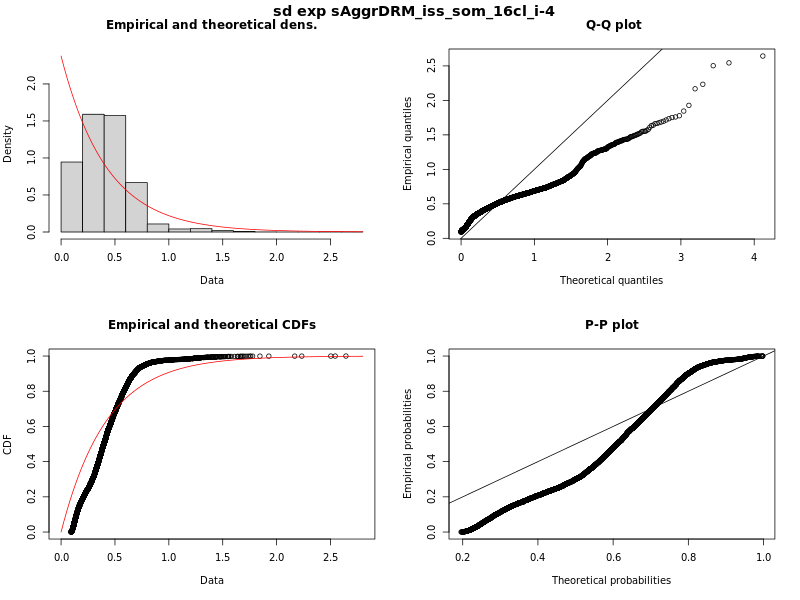 sd exp sAggrDRM_iss_som_16cl_i-4
Empirical and theoretical dens.
Density
0.0 0.5 1.0 1.5 2.0
0.0 0.5 1.0 1.5 2.0 2.5
Data
Q-Q plot
Empirical quantiles
0.0 0.5 1.0 1.5 2.0 2.5
0 1 2 3 4
Theoretical quantiles
Empirical and theoretical CDFs
CDF
0.0 0.2 0.4 0.6 0.8 1.0
0.0 0.5 1.0 1.5 2.0 2.5
Data
P-P plot
Empirical probabilities
0.0 0.2 0.4 0.6 0.8 1.0
0.2 0.4 0.6 0.8 1.0
Theoretical probabilities